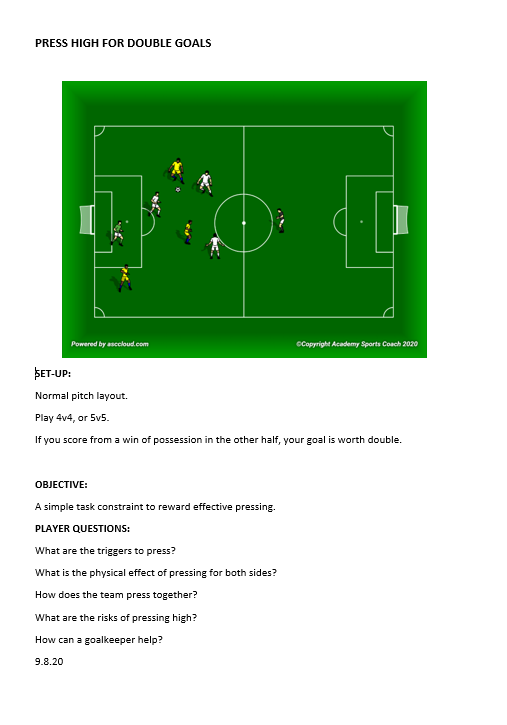 PRESS HIGH FOR DOUBLE GOALS
Powered by asccloud.com
©Copyright Academy Sports Coach 2020
SET-UP:
Normal pitch layout.
Play 4v4, or 5v5.
If you score from a win of possession in the other half, your goal is worth double.
OBJECTIVE:
A simple task constraint to reward effective pressing.
PLAYER QUESTIONS:
What are the triggers to press?
What is the physical effect of pressing for both sides?
How does the team press together?
What are the risks of pressing high?
How can a goalkeeper help?
9.8.20